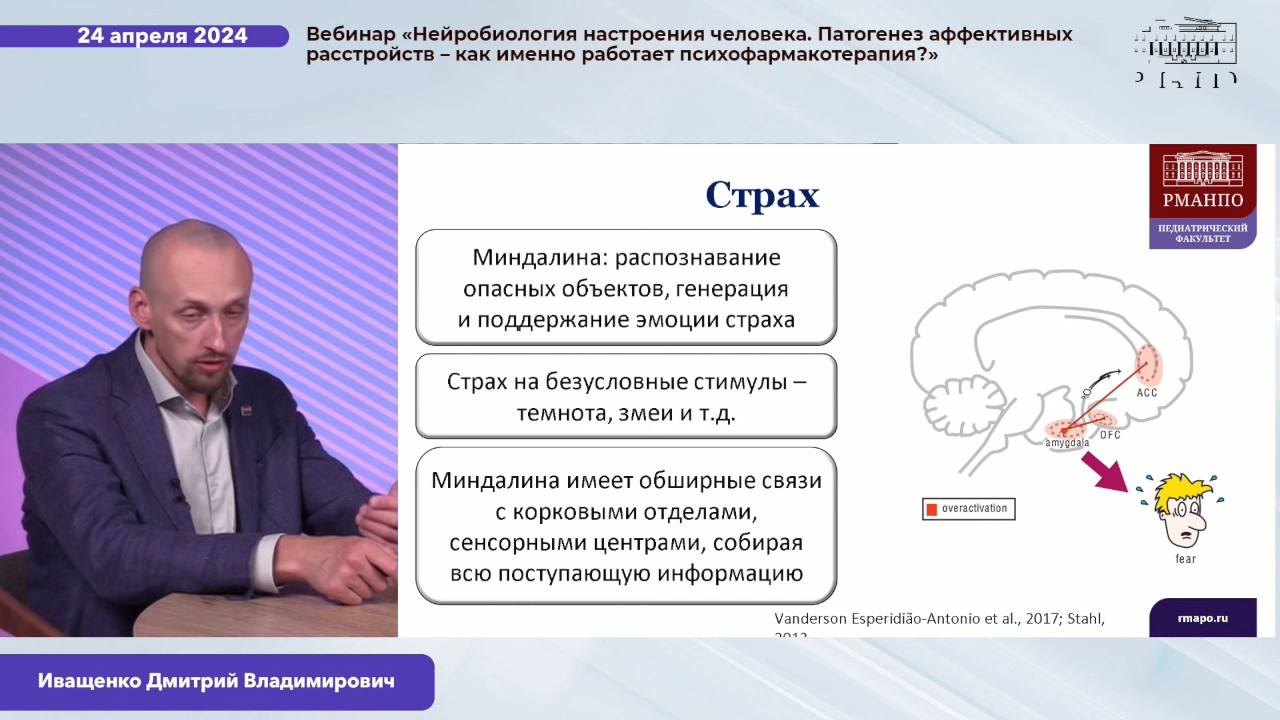 24 апреля 2024
Вебинар «Нейробиология настроения человека. Патогенез аффективных
расстройств – как именно работает психофармакотерапия?»
Страх
РМАНПО
ПЕДИАТРИЧЕСКИЙ
ФАКУЛЬТЕТ
Миндалина: распознавание
опасных объектов, генерация
и поддержание эмоции страха
Страх на безусловные стимулы –
темнота, змеи и т.д.
Миндалина имеет обширные связи
с корковыми отделами,
сенсорными центрами, собирая
всю поступающую информацию
ACC
OFC
amygdala
overactivation
fear
Vanderson Esperidião-Antonio et al., 2017; Stahl,
rmapo.ru
Иващенко Дмитрий Владимирович